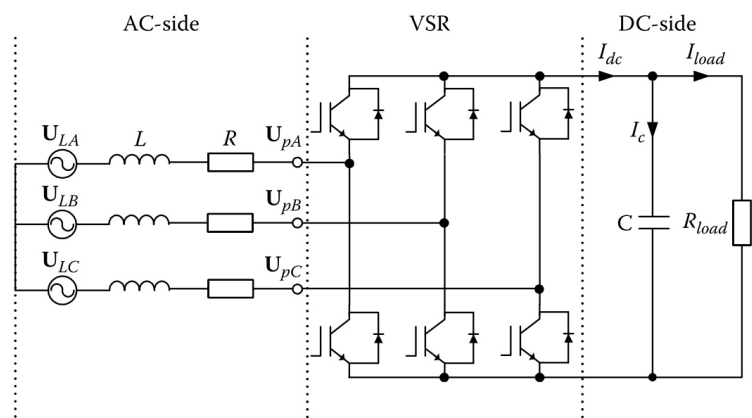 AC-side VSR DC-side
I_dc I_load
U_LA L R U_pA
I_c
U_LB U_pB
C R_load
U_LC U_pC